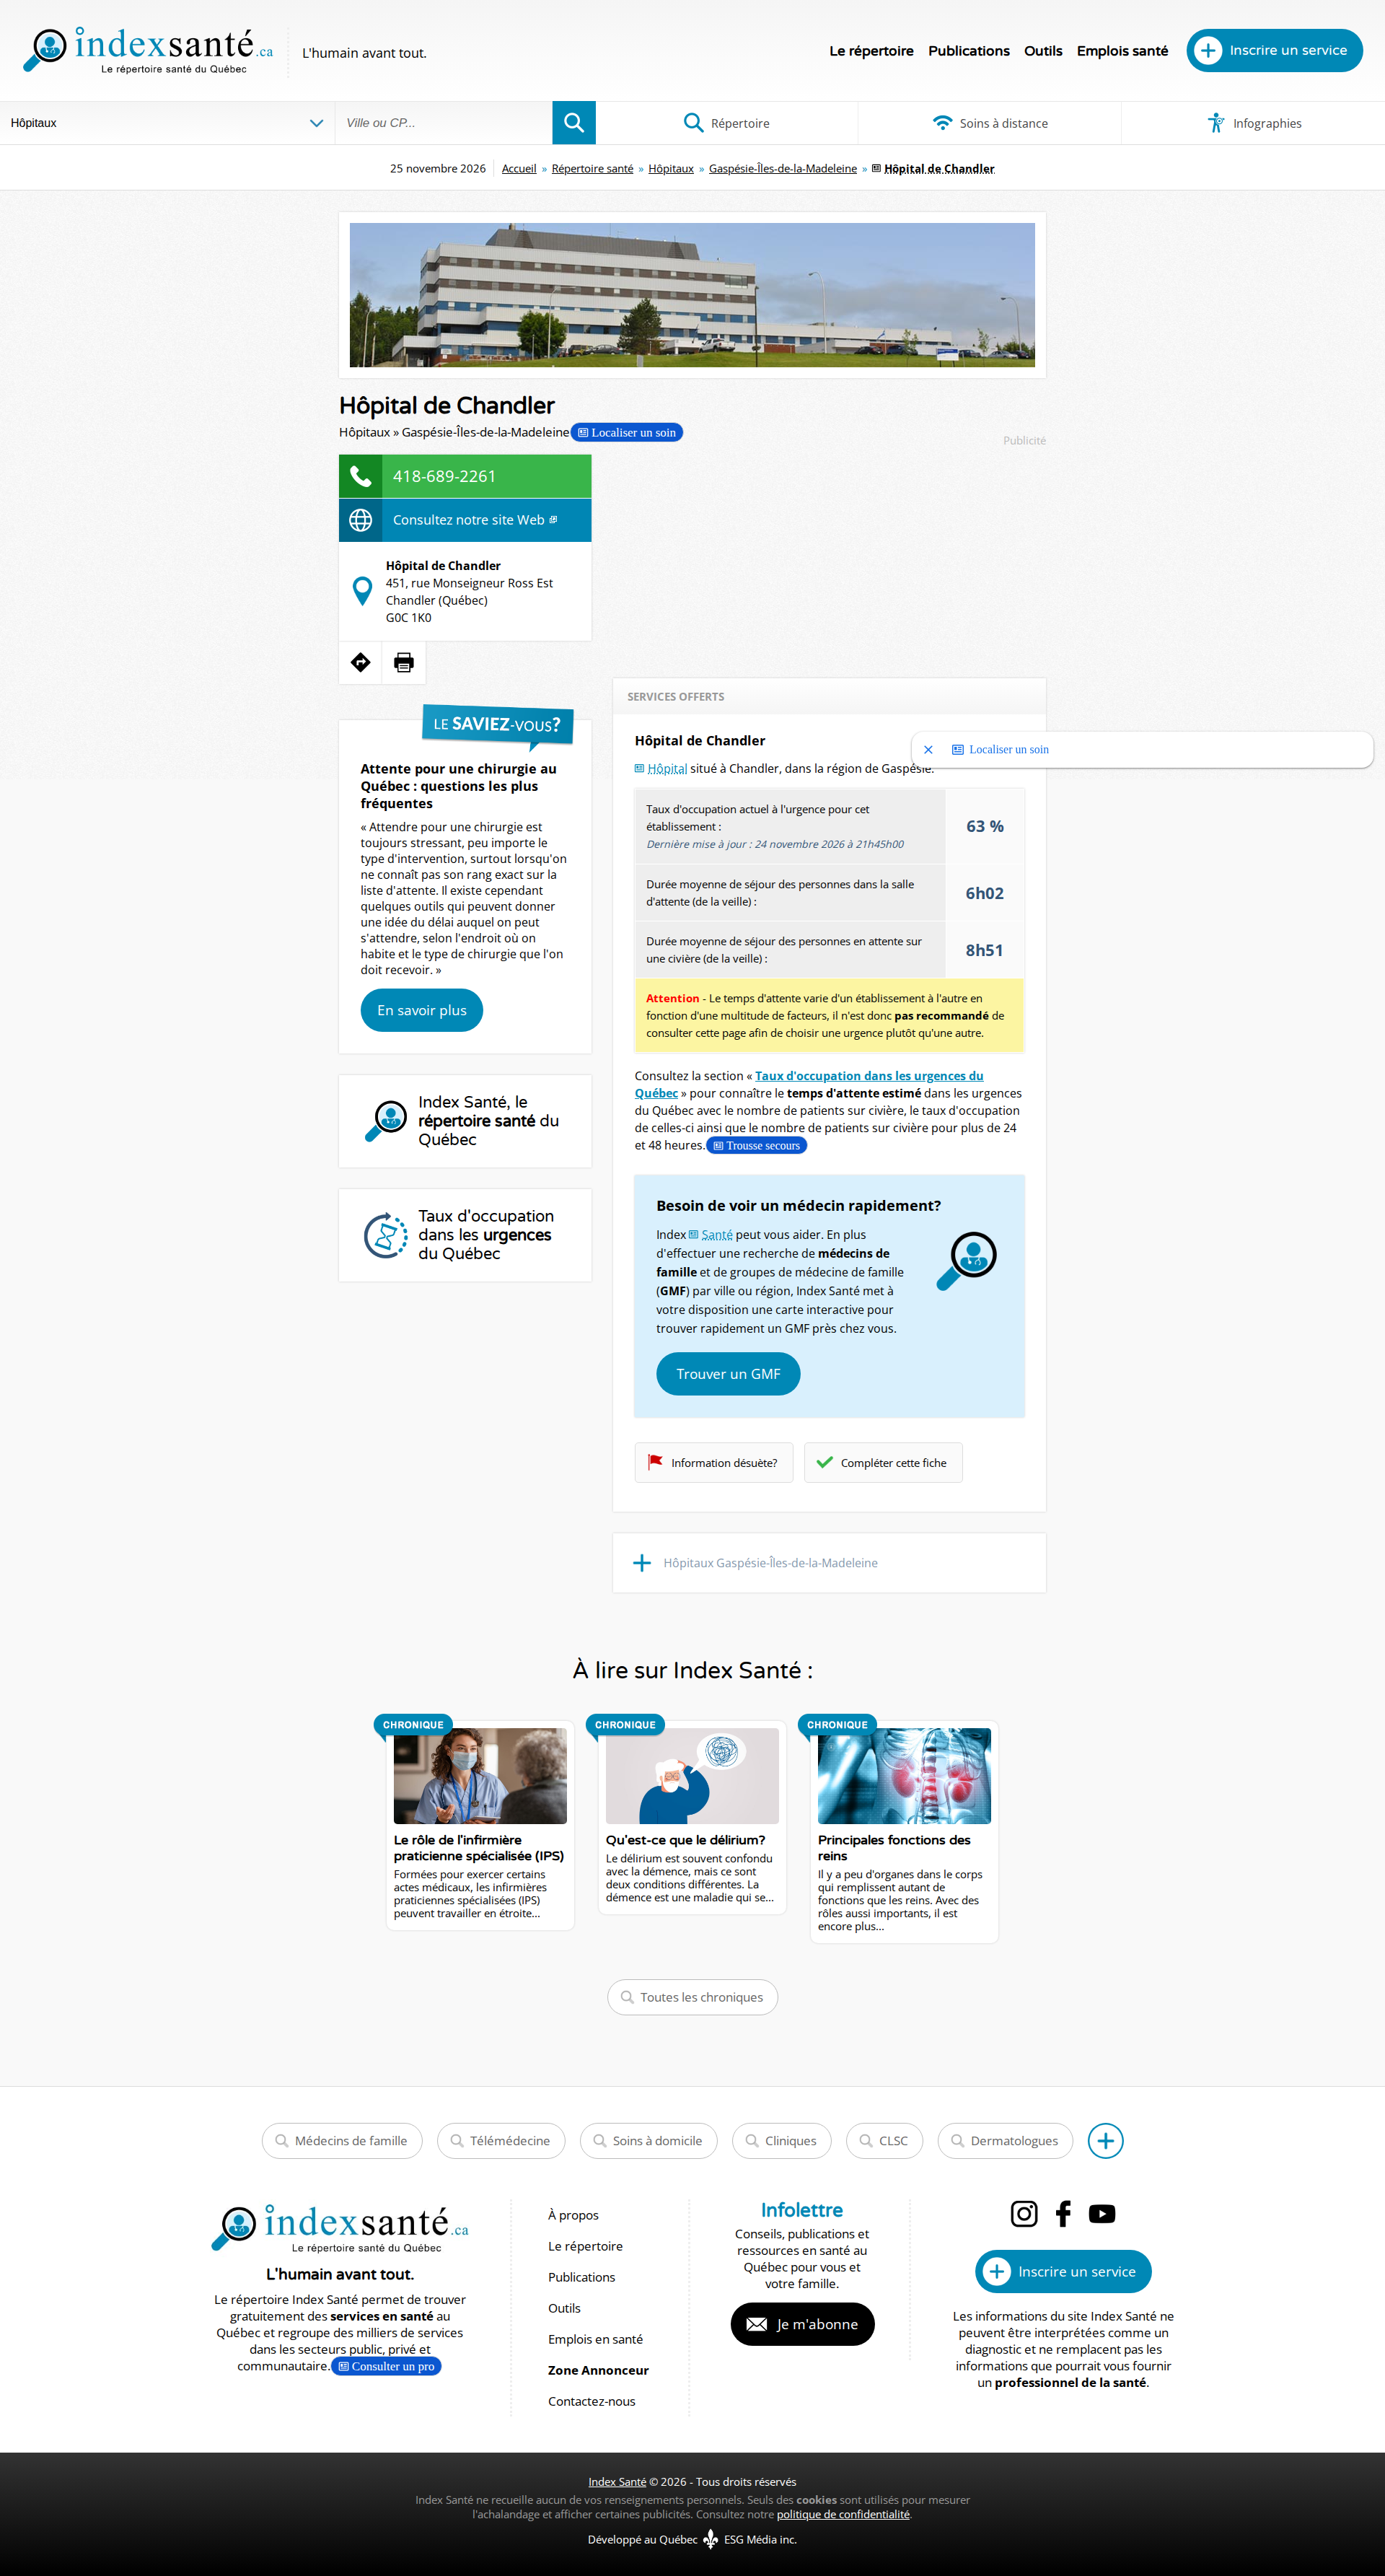 indexsanté.ca
Le répertoire santé du Québec
L'humain avant tout.
Le répertoire
Publications
Outils
Emplois santé
Inscrire un service
Hôpitaux
Ville ou CP...
Répertoire
Soins à distance
Infographies
25 novembre 2026
Accueil » Répertoire santé » Hôpitaux » Gaspésie-Îles-de-la-Madeleine » Hôpital de Chandler
Hôpital de Chandler
Hôpitaux » Gaspésie-Îles-de-la-Madeleine Localiser un soin
Publicité
418-689-2261
Consultez notre site Web
Hôpital de Chandler
451, rue Monseigneur Ross Est
Chandler (Québec)
G0C 1K0
LE SAVIEZ-VOUS?
Attente pour une chirurgie au
Québec : questions les plus
fréquentes
« Attendre pour une chirurgie est
toujours stressant, peu importe le
type d'intervention, surtout lorsqu'on
ne connaît pas son rang exact sur la
liste d'attente. Il existe cependant
quelques outils qui peuvent donner
une idée du délai auquel on peut
s'attendre, selon l'endroit où on
habite et le type de chirurgie que l'on
doit recevoir. »
En savoir plus
Index Santé, le
répertoire santé du
Québec
Taux d'occupation
dans les urgences
du Québec
SERVICES OFFERTS
Hôpital de Chandler
Localiser un soin
Hôpital situé à Chandler, dans la région de Gaspésie.
Taux d'occupation actuel à l'urgence pour cet
établissement :
Dernière mise à jour : 24 novembre 2026 à 21h45h00
63 %
Durée moyenne de séjour des personnes dans la salle
d'attente (de la veille) :
6h02
Durée moyenne de séjour des personnes en attente sur
une civière (de la veille) :
8h51
Attention - Le temps d'attente varie d'un établissement à l'autre en
fonction d'une multitude de facteurs, il n'est donc pas recommandé de
consulter cette page afin de choisir une urgence plutôt qu'une autre.
Consultez la section « Taux d'occupation dans les urgences du
Québec » pour connaître le temps d'attente estimé dans les urgences
du Québec avec le nombre de patients sur civière, le taux d'occupation
de celles-ci ainsi que le nombre de patients sur civière pour plus de 24
et 48 heures. Trousse secours
Besoin de voir un médecin rapidement?
Index Santé peut vous aider. En plus
d'effectuer une recherche de médecins de
famille et de groupes de médecine de famille
(GMF) par ville ou région, Index Santé met à
votre disposition une carte interactive pour
trouver rapidement un GMF près chez vous.
Trouver un GMF
Information désuète?
Compléter cette fiche
Hôpitaux Gaspésie-Îles-de-la-Madeleine
À lire sur Index Santé :
CHRONIQUE
Le rôle de l'infirmière
praticienne spécialisée (IPS)
Formées pour exercer certains
actes médicaux, les infirmières
praticiennes spécialisées (IPS)
peuvent travailler en étroite...
CHRONIQUE
Qu'est-ce que le délirium?
Le délirium est souvent confondu
avec la démence, mais ce sont
deux conditions différentes. La
démence est une maladie qui se...
CHRONIQUE
Principales fonctions des
reins
Il y a peu d'organes dans le corps
qui remplissent autant de
fonctions que les reins. Avec des
rôles aussi importants, il est
encore plus...
Toutes les chroniques
Médecins de famille
Télémédecine
Soins à domicile
Cliniques
CLSC
Dermatologues
indexsanté.ca
Le répertoire santé du Québec
L'humain avant tout.
Le répertoire Index Santé permet de trouver
gratuitement des services en santé au
Québec et regroupe des milliers de services
dans les secteurs public, privé et
communautaire. Consulter un pro
À propos
Le répertoire
Publications
Outils
Emplois en santé
Zone Annonceur
Contactez-nous
Infolettre
Conseils, publications et
ressources en santé au
Québec pour vous et
votre famille.
Je m'abonne
Inscrire un service
Les informations du site Index Santé ne
peuvent être interprétées comme un
diagnostic et ne remplacent pas les
informations que pourrait vous fournir
un professionnel de la santé.
Index Santé © 2026 - Tous droits réservés
Index Santé ne recueille aucun de vos renseignements personnels. Seuls des cookies sont utilisés pour mesurer
l'achalandage et afficher certaines publicités. Consultez notre politique de confidentialité.
Développé au Québec ESG Média inc.